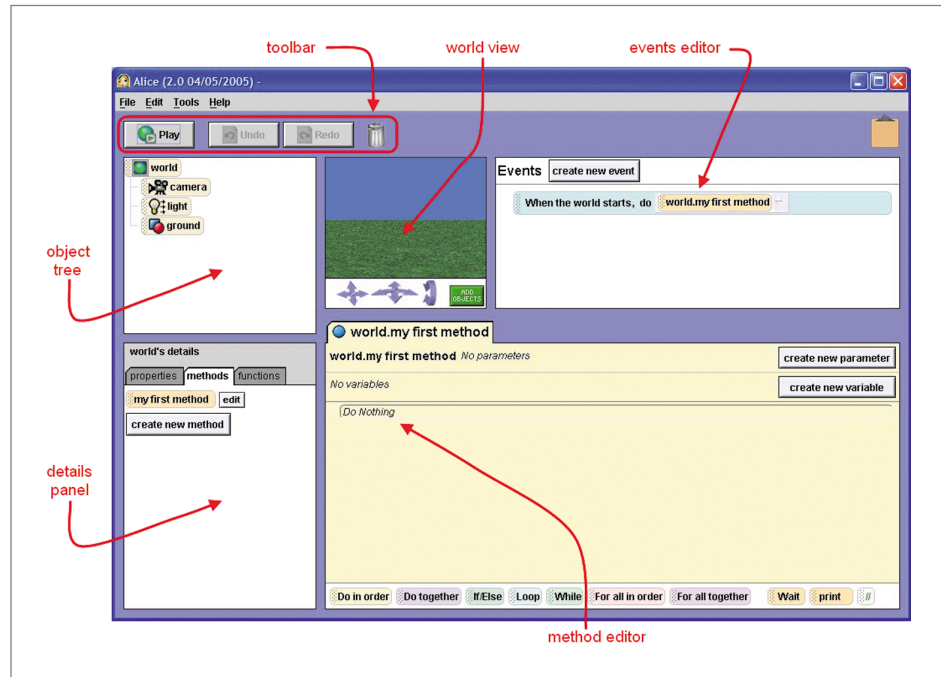 toolbar
world view
events editor
Alice (2.0 04/05/2005) -
File Edit Tools Help
Play Undo Redo
world
camera
light
ground
object
tree
ADD
OBJECTS
Events create new event
When the world starts, do world.my first method
world's details
properties methods functions
my first method edit
create new method
details
panel
world.my first method
world.my first method No parameters create new parameter
No variables create new variable
Do Nothing
Do in order Do together If/Else Loop While For all in order For all together Wait print //
method editor